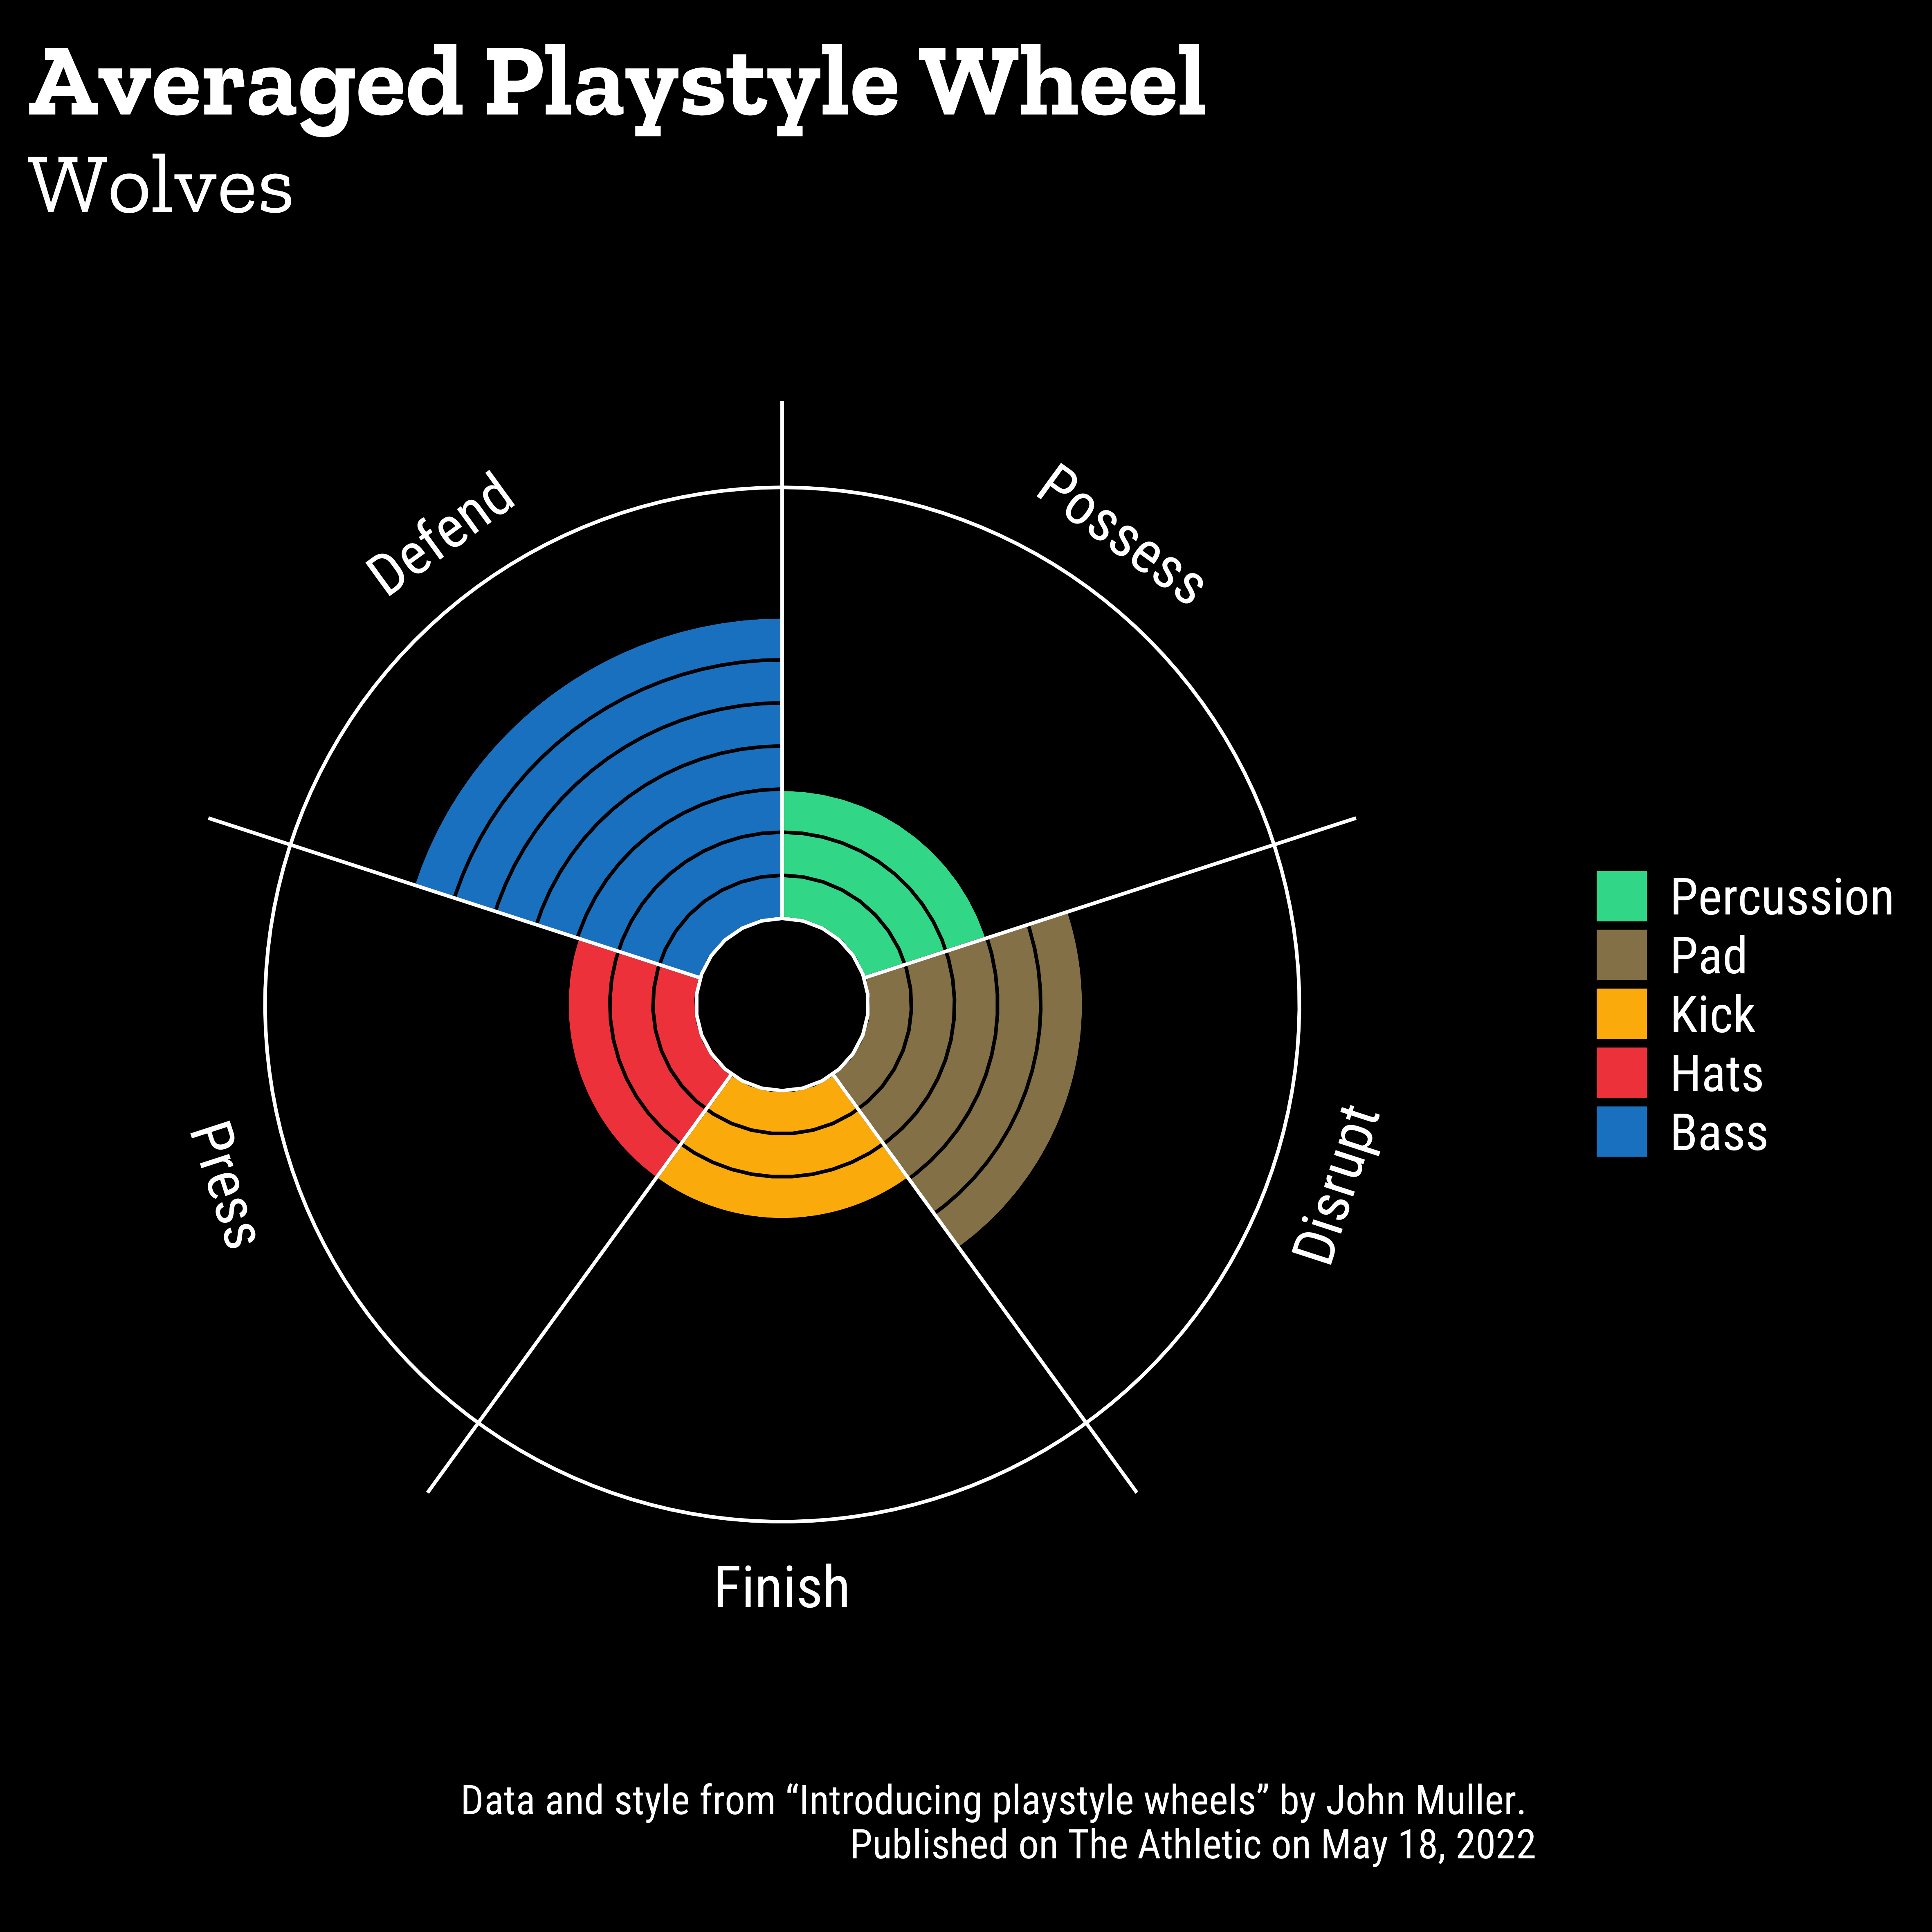 Averaged Playstyle Wheel
Wolves
Defend
Possess
Press
Disrupt
Finish
Percussion
Pad
Kick
Hats
Bass
Data and style from “Introducing playstyle wheels” by John Muller.
Published on The Athletic on May 18, 2022